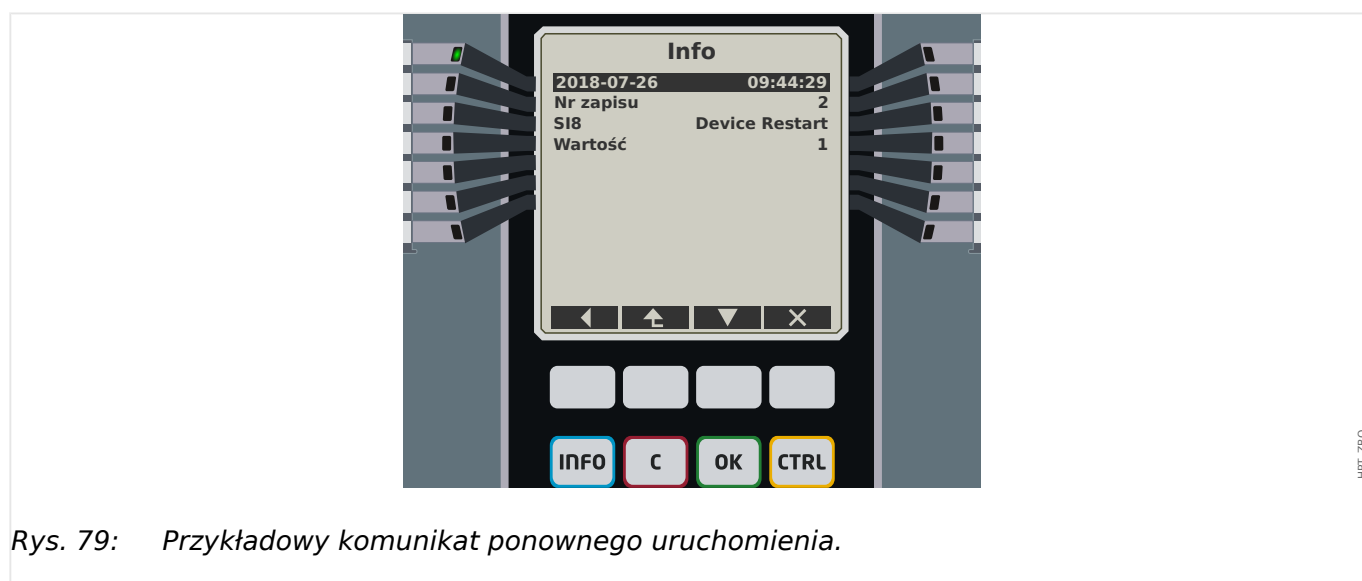 Info
2018-07-26 09:44:29
Nr zapisu 2
SI8 Device Restart
Wartość 1
INFO C OK CTRL
Rys. 79: Przykładowy komunikat ponownego uruchomienia.